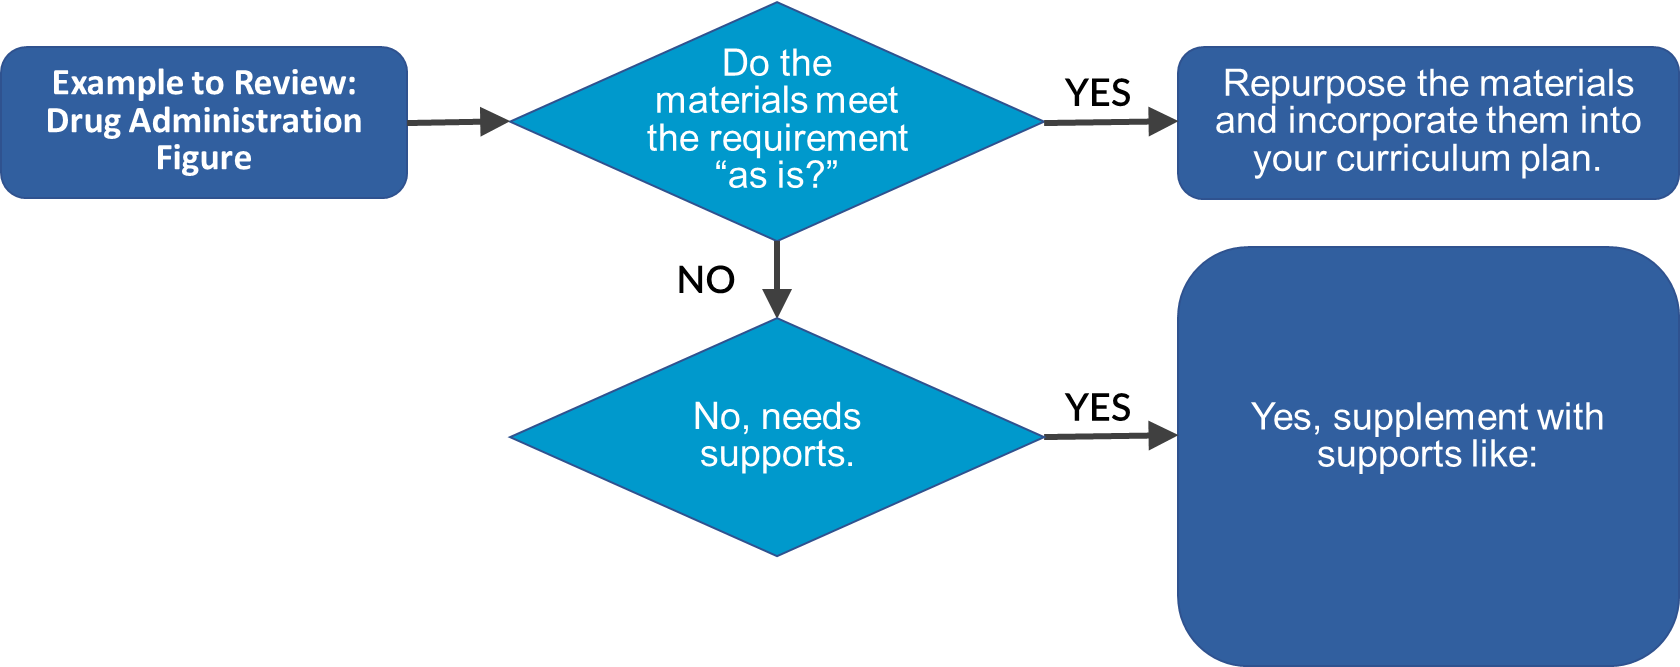 Example to Review:
Drug Administration
Figure
Do the
materials meet
the requirement
“as is?”
YES
Repurpose the materials
and incorporate them into
your curriculum plan.
NO
No, needs
supports.
YES
Yes, supplement with
supports like: